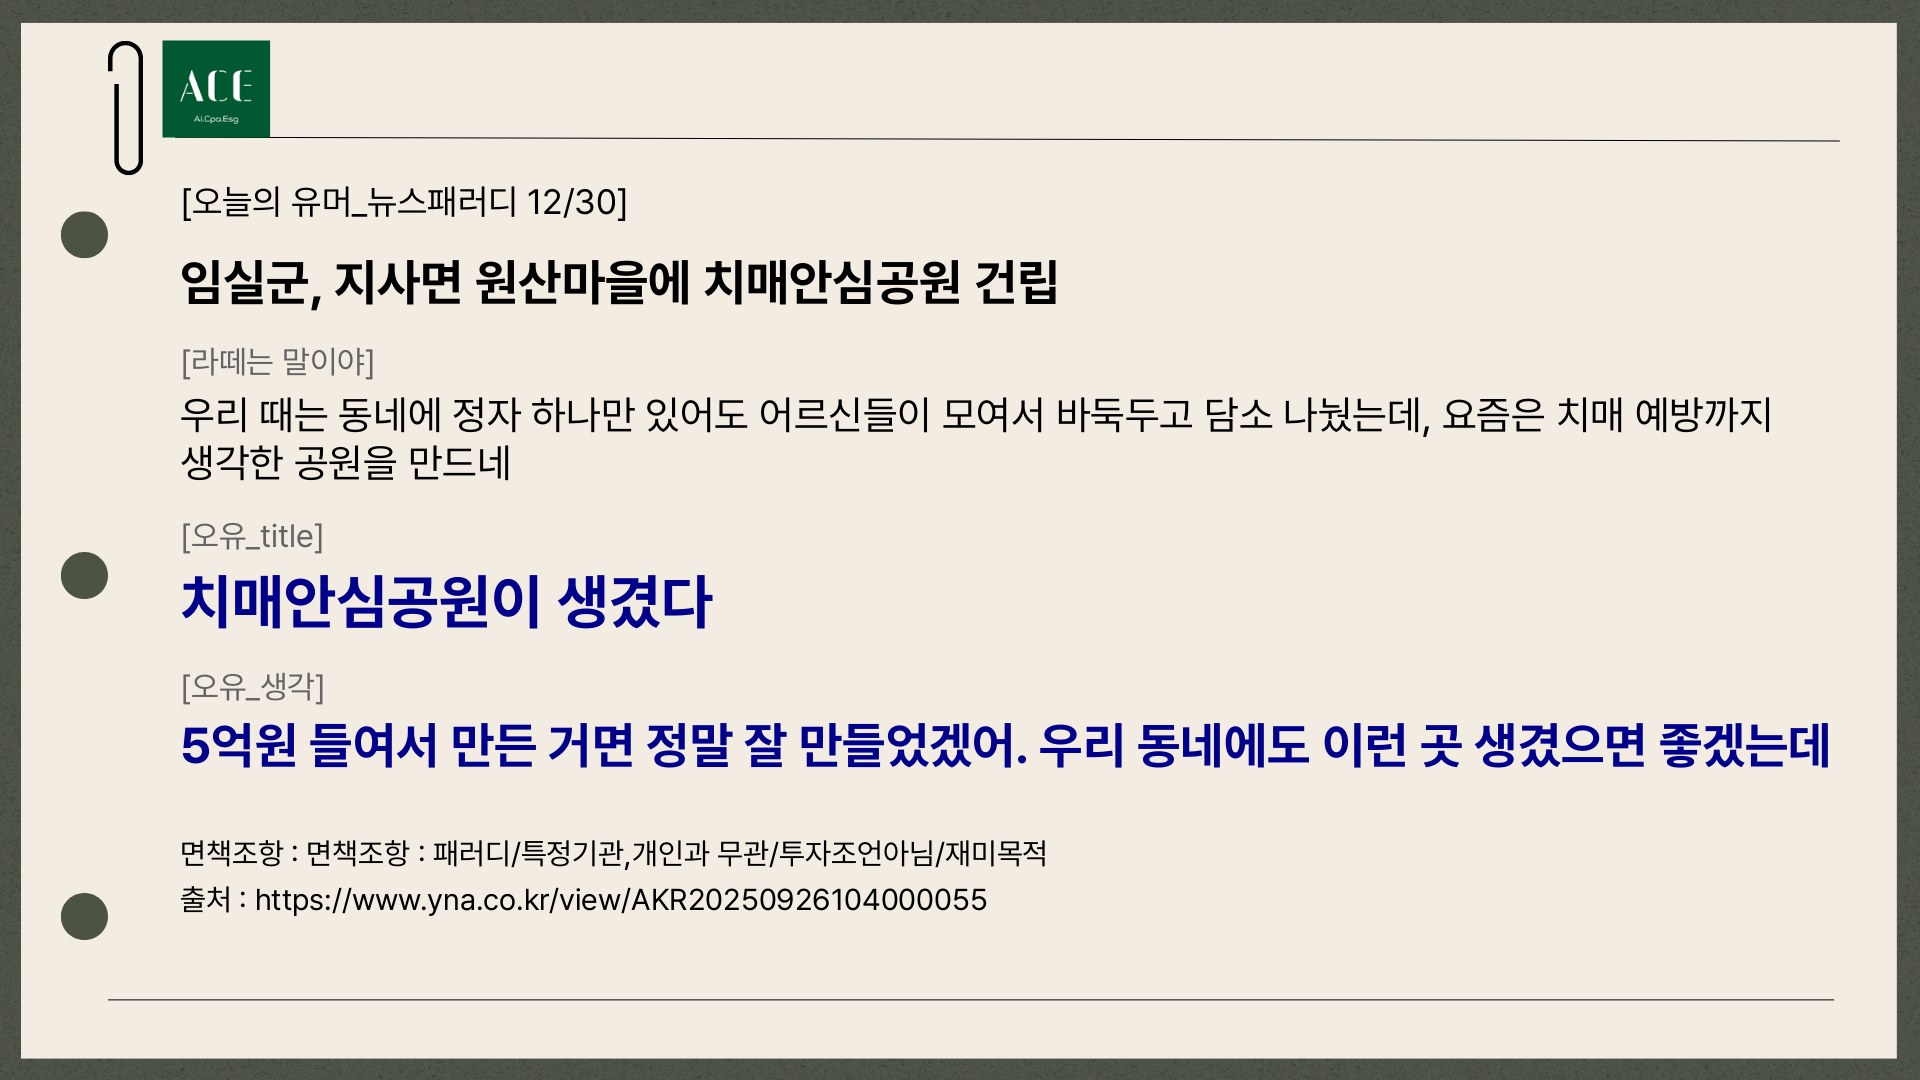 ACE
Ai.Cpa.Esg
[오늘의 유머_뉴스패러디 12/30]
임실군, 지사면 원산마을에 치매안심공원 건립
[라떼는 말이야]
우리 때는 동네에 정자 하나만 있어도 어르신들이 모여서 바둑두고 담소 나눴는데, 요즘은 치매 예방까지
생각한 공원을 만드네
[오유_title]
치매안심공원이 생겼다
[오유_생각]
5억원 들여서 만든 거면 정말 잘 만들었겠어. 우리 동네에도 이런 곳 생겼으면 좋겠는데
면책조항 : 면책조항 : 패러디/특정기관,개인과 무관/투자조언아님/재미목적
출처 : https://www.yna.co.kr/view/AKR20250926104000055